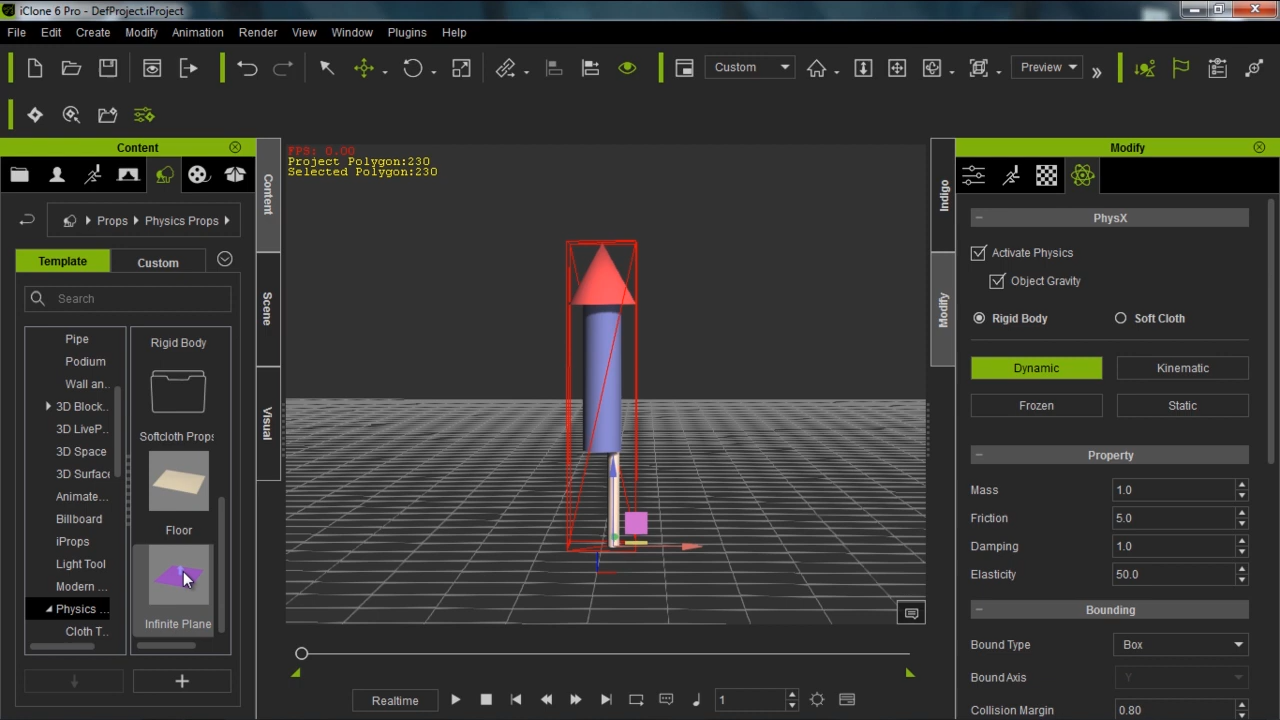 iClone 6 Pro - DefProject.iProject
File Edit Create Modify Animation Render View Window Plugins Help
Custom Preview
Content
Props Physics Props
Template Custom
Search
Pipe
Podium
Wall an..
3D Block..
3D LiveP..
3D Space
3D Surface
Animate...
Billboard
iProps
Light Tool
Modern ...
Physics ...
Cloth T...
Rigid Body
Softcloth Props
Floor
Infinite Plane
Content
Scene
Visual
FPS: 0.00
Project Polygon:230
Selected Polygon:230
Realtime 1
Indigo
Modify
Modify
PhysX
Activate Physics
Object Gravity
Rigid Body Soft Cloth
Dynamic Kinematic
Frozen Static
Property
Mass 1.0
Friction 5.0
Damping 1.0
Elasticity 50.0
Bounding
Bound Type Box
Bound Axis Y
Collision Margin 0.80